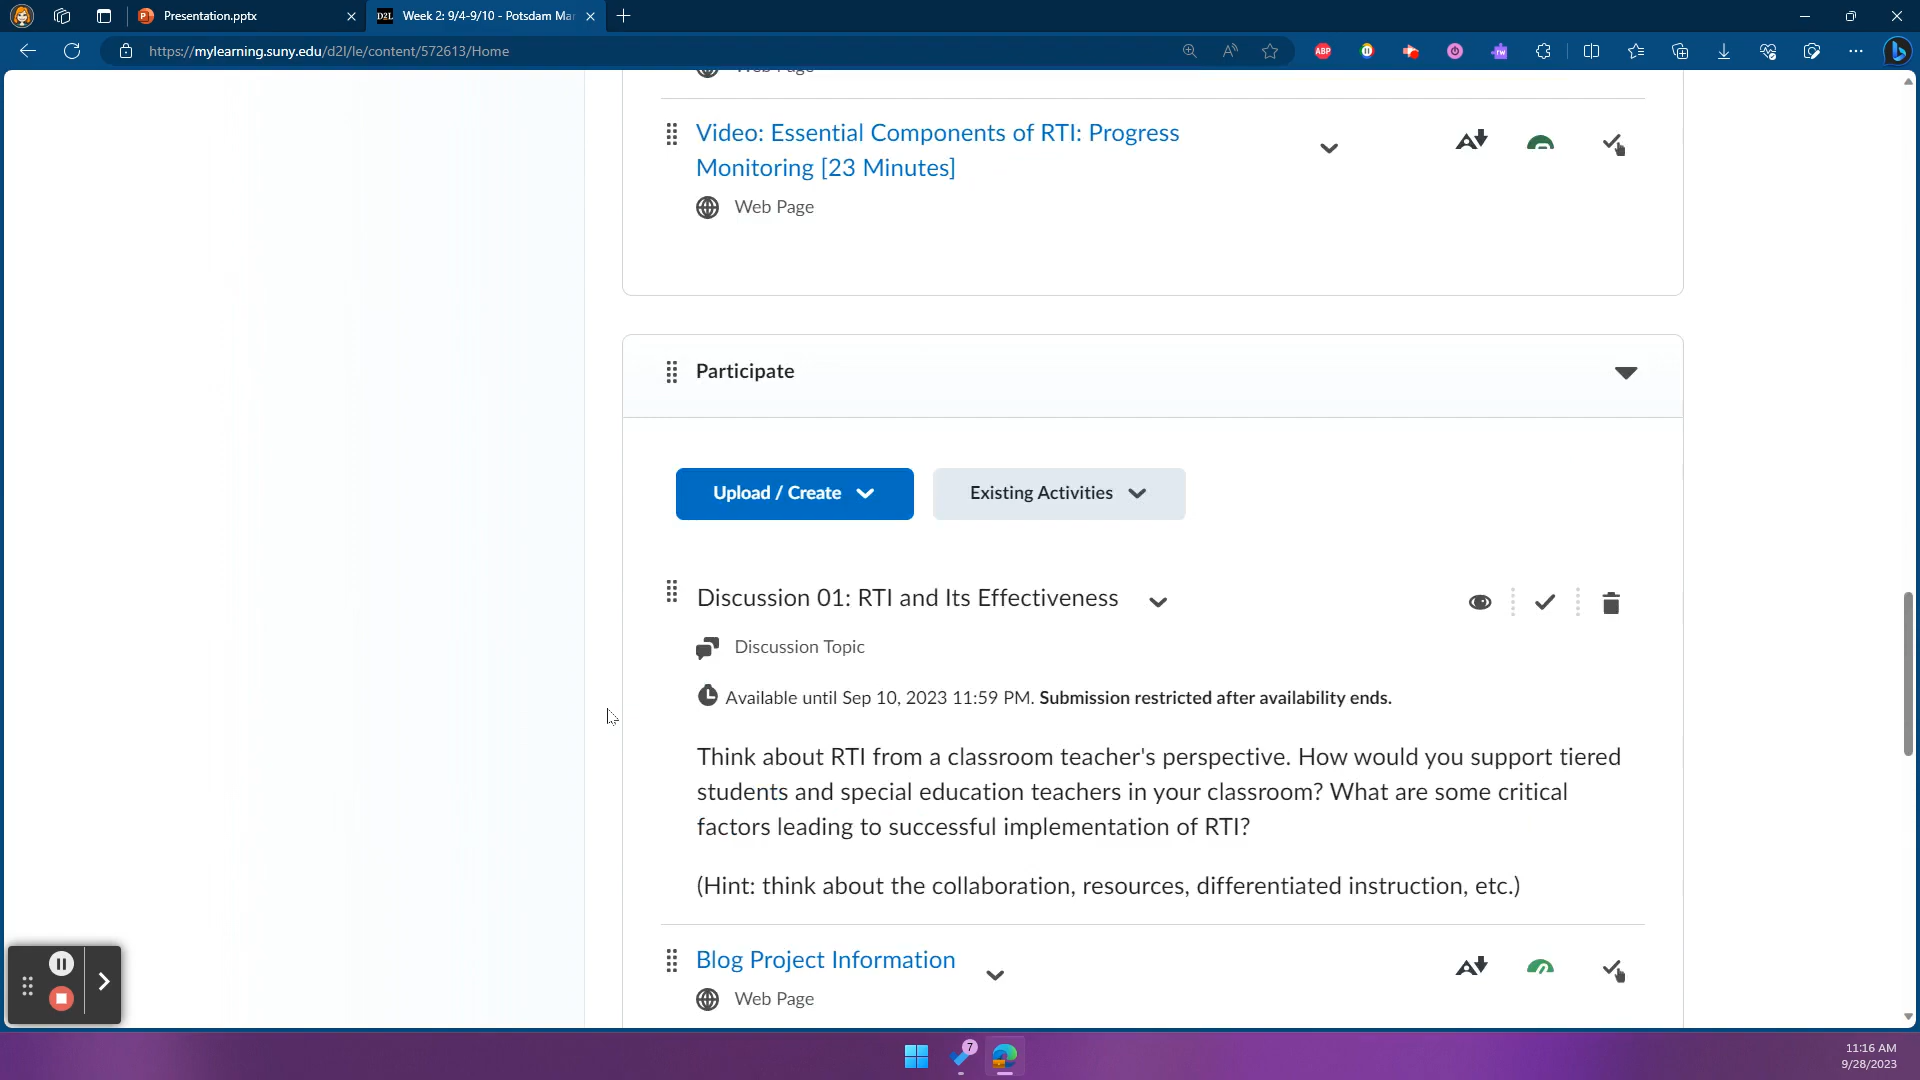 Presentation.pptx
D2L Week 2: 9/4-9/10 - Potsdam Ma
https://mylearning.suny.edu/d2l/le/content/572613/Home
ABP
rw
Video: Essential Components of RTI: Progress
Monitoring [23 Minutes]
Web Page
Participate
Upload / Create
Existing Activities
Discussion 01: RTI and Its Effectiveness
Discussion Topic
Available until Sep 10, 2023 11:59 PM. Submission restricted after availability ends.
Think about RTI from a classroom teacher's perspective. How would you support tiered
students and special education teachers in your classroom? What are some critical
factors leading to successful implementation of RTI?
(Hint: think about the collaboration, resources, differentiated instruction, etc.)
Blog Project Information
Web Page
7
11:16 AM
9/28/2023